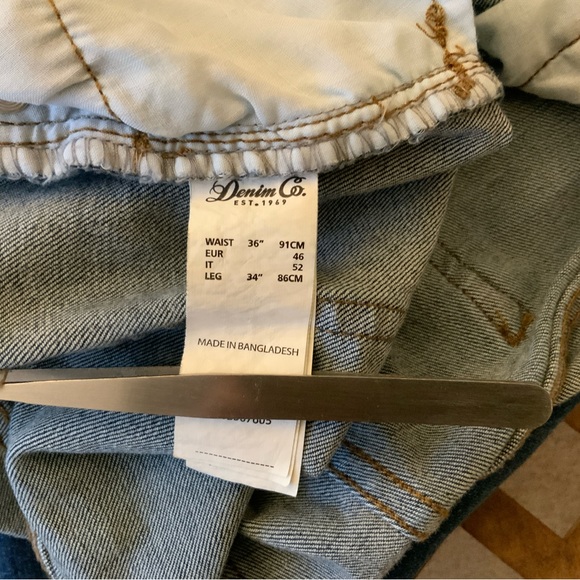 Denim Co.
EST. 1969
WAIST 36" 91CM
EUR 46
IT 52
LEG 34" 86CM
MADE IN BANGLADESH